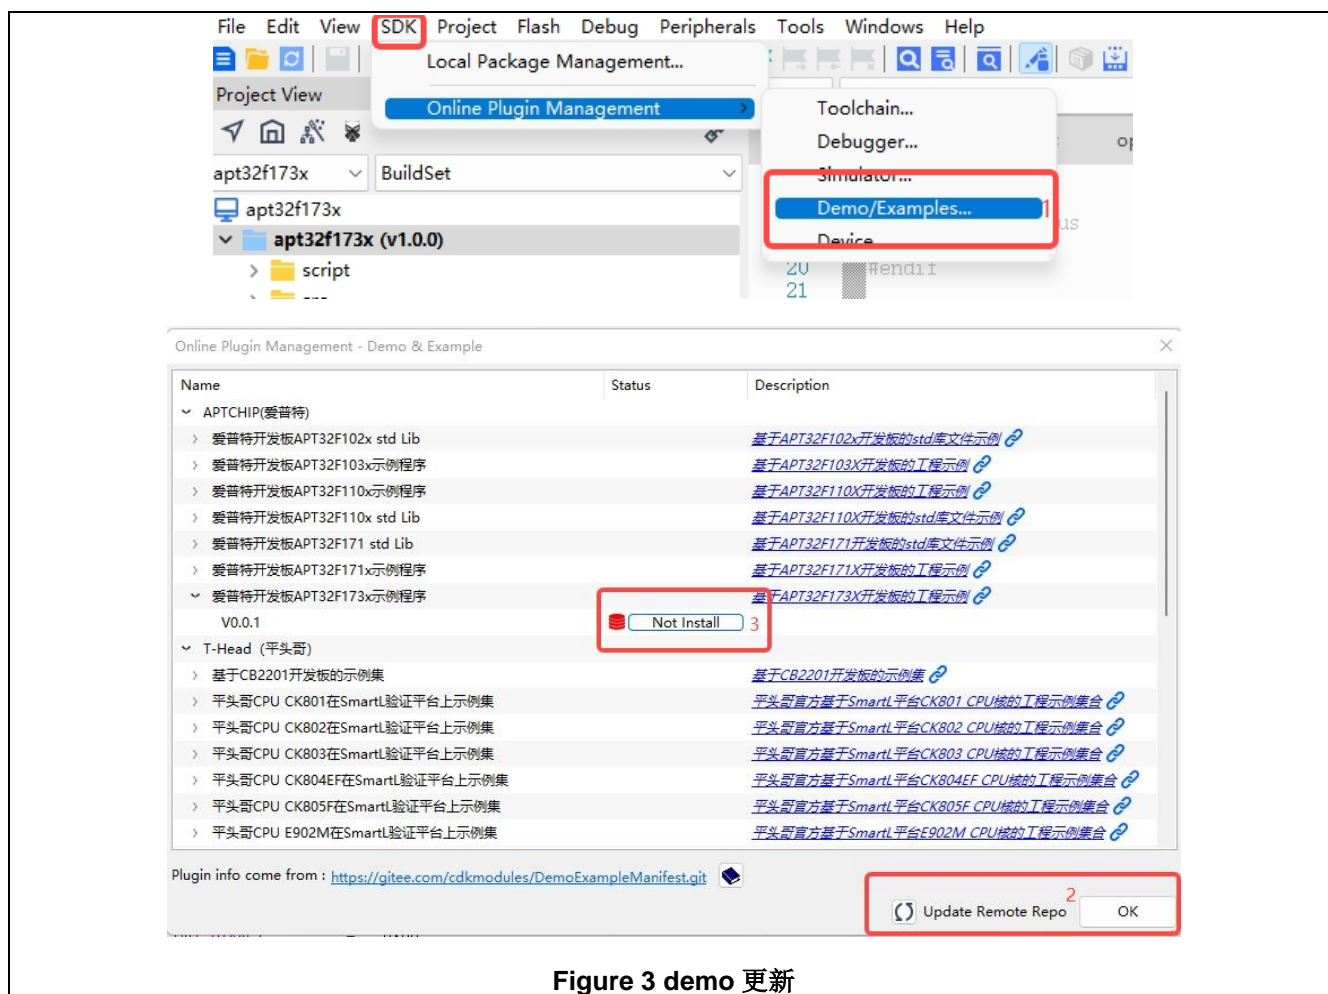 File Edit View SDK Project Flash Debug Peripherals Tools Windows Help
Local Package Management...
Project View
Online Plugin Management
Toolchain...
Debugger...
apt32f173x BuildSet
Simulator...
apt32f173x
Demo/Examples... 1
apt32f173x (v1.0.0)
Device
script
20 #endif
21
Online Plugin Management - Demo & Example
Name Status Description
APTCHIP(爱普特)
爱普特开发板APT32F102x std Lib 基于APT32F102x开发板的std库文件示例
爱普特开发板APT32F103x示例程序 基于APT32F103X开发板的工程示例
爱普特开发板APT32F110x示例程序 基于APT32F110X开发板的工程示例
爱普特开发板APT32F110x std Lib 基于APT32F110X开发板的std库文件示例
爱普特开发板APT32F171 std Lib 基于APT32F171开发板的std库文件示例
爱普特开发板APT32F171x示例程序 基于APT32F171X开发板的工程示例
爱普特开发板APT32F173x示例程序 基于APT32F173X开发板的工程示例
V0.0.1 Not Install 3
T-Head（平头哥）
基于CB2201开发板的示例集 基于CB2201开发板的示例集
平头哥CPU CK801在SmartL验证平台上示例集 平头哥官方基于SmartL平台CK801 CPU核的工程示例集合
平头哥CPU CK802在SmartL验证平台上示例集 平头哥官方基于SmartL平台CK802 CPU核的工程示例集合
平头哥CPU CK803在SmartL验证平台上示例集 平头哥官方基于SmartL平台CK803 CPU核的工程示例集合
平头哥CPU CK804EF在SmartL验证平台上示例集 平头哥官方基于SmartL平台CK804EF CPU核的工程示例集合
平头哥CPU CK805F在SmartL验证平台上示例集 平头哥官方基于SmartL平台CK805F CPU核的工程示例集合
平头哥CPU E902M在SmartL验证平台上示例集 平头哥官方基于SmartL平台E902M CPU核的工程示例集合
Plugin info come from : https://gitee.com/cdkmodules/DemoExampleManifest.git
2
Update Remote Repo OK
Figure 3 demo 更新